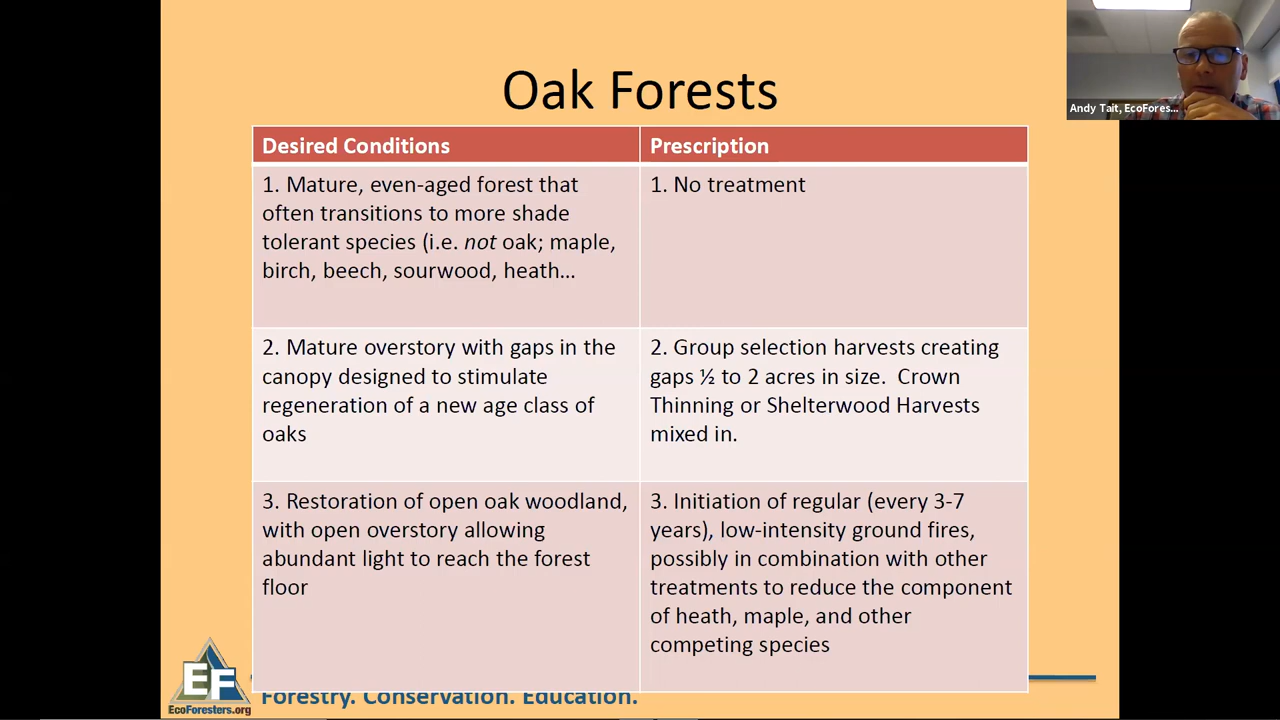 Oak Forests
Andy Tait, EcoFores...
Desired Conditions
Prescription
1. Mature, even-aged forest that
often transitions to more shade
tolerant species (i.e. not oak; maple,
birch, beech, sourwood, heath…
1. No treatment
2. Mature overstory with gaps in the
canopy designed to stimulate
regeneration of a new age class of
oaks
2. Group selection harvests creating
gaps ½ to 2 acres in size.  Crown
Thinning or Shelterwood Harvests
mixed in.
3. Restoration of open oak woodland,
with open overstory allowing
abundant light to reach the forest
floor
3. Initiation of regular (every 3-7
years), low-intensity ground fires,
possibly in combination with other
treatments to reduce the component
of heath, maple, and other
competing species
EF
EcoForesters.org
Forestry. Conservation. Education.